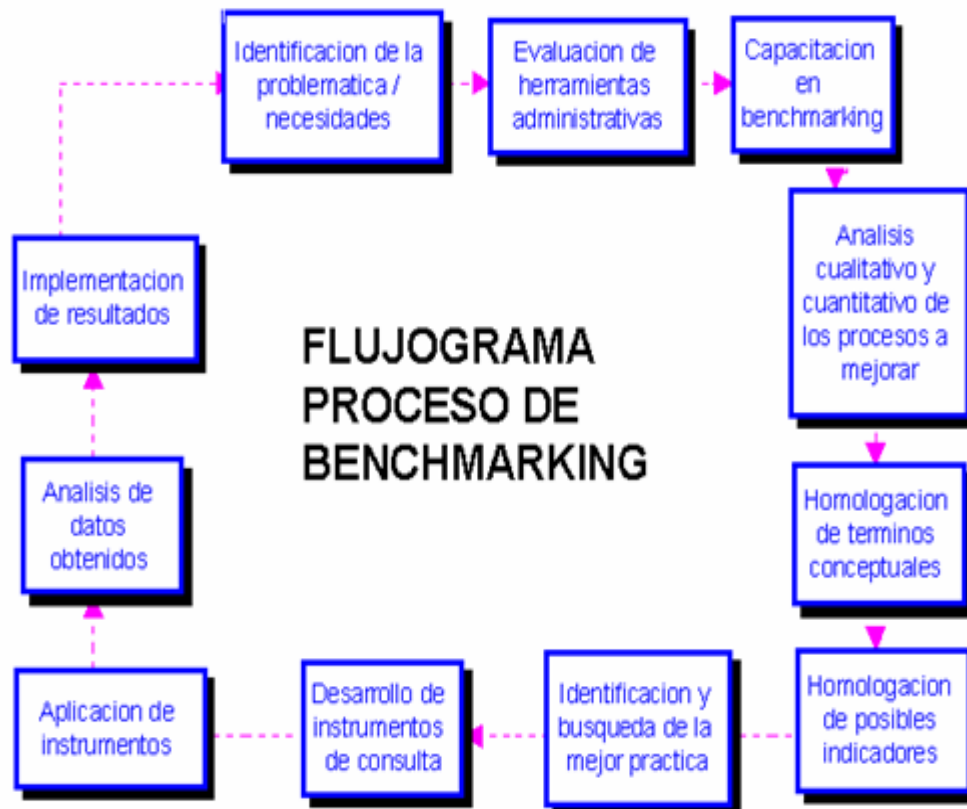 Identificacion de la
problematica /
necesidades
Evaluacion de
herramientas
administrativas
Capacitacion
en
benchmarking
Analisis
cualitativo y
cuantitativo de
los procesos a
mejorar
Homologacion
de terminos
conceptuales
Homologacion
de posibles
indicadores
Identificacion y
busqueda de la
mejor practica
Desarrollo de
instrumentos
de consulta
Aplicacion de
instrumentos
Analisis de
datos
obtenidos
Implementacion
de resultados
FLUJOGRAMA
PROCESO DE
BENCHMARKING